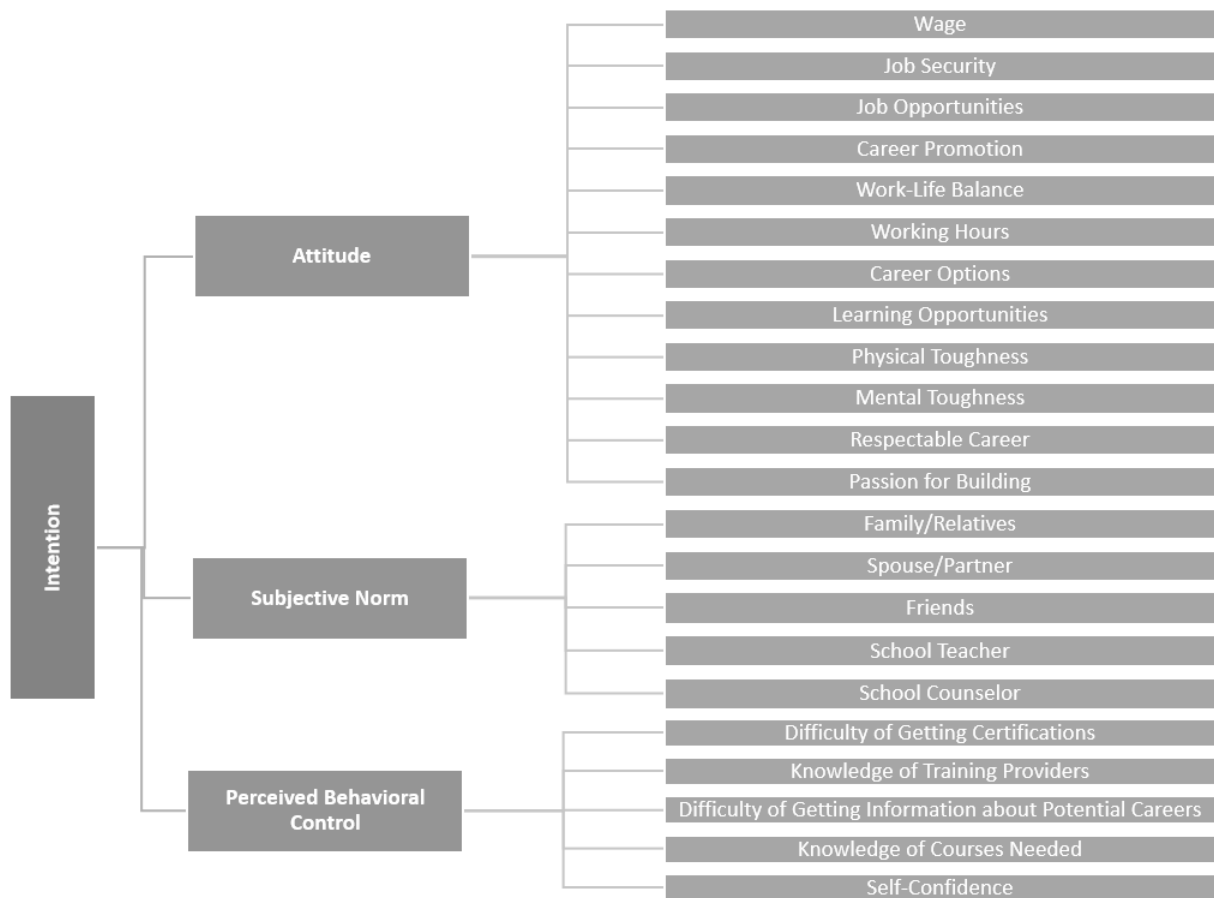 Intention
Attitude
Wage
Job Security
Job Opportunities
Career Promotion
Work-Life Balance
Working Hours
Career Options
Learning Opportunities
Physical Toughness
Mental Toughness
Respectable Career
Passion for Building
Subjective Norm
Family/Relatives
Spouse/Partner
Friends
School Teacher
School Counselor
Perceived Behavioral
Control
Difficulty of Getting Certifications
Knowledge of Training Providers
Difficulty of Getting Information about Potential Careers
Knowledge of Courses Needed
Self-Confidence